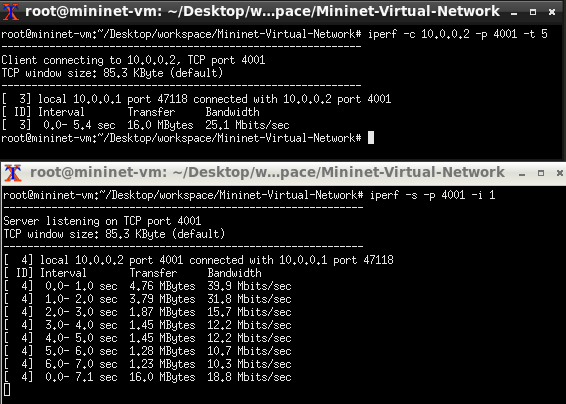 root@mininet-vm: ~/Desktop/w...pace/Mininet-Virtual-Network
root@mininet-vm:~/Desktop/workspace/Mininet-Virtual-Network# iperf -c 10.0.0.2 -p 4001 -t 5
------------------------------------------------------------
Client connecting to 10.0.0.2, TCP port 4001
TCP window size: 85.3 KByte (default)
------------------------------------------------------------
[  3] local 10.0.0.1 port 47118 connected with 10.0.0.2 port 4001
[ ID] Interval       Transfer     Bandwidth
[  3]  0.0- 5.4 sec  16.0 MBytes  25.1 Mbits/sec
root@mininet-vm:~/Desktop/workspace/Mininet-Virtual-Network#
root@mininet-vm: ~/Desktop/w...pace/Mininet-Virtual-Network
root@mininet-vm:~/Desktop/workspace/Mininet-Virtual-Network# iperf -s -p 4001 -i 1
------------------------------------------------------------
Server listening on TCP port 4001
TCP window size: 85.3 KByte (default)
------------------------------------------------------------
[  4] local 10.0.0.2 port 4001 connected with 10.0.0.1 port 47118
[ ID] Interval       Transfer     Bandwidth
[  4]  0.0- 1.0 sec  4.76 MBytes  39.9 Mbits/sec
[  4]  1.0- 2.0 sec  3.79 MBytes  31.8 Mbits/sec
[  4]  2.0- 3.0 sec  1.87 MBytes  15.7 Mbits/sec
[  4]  3.0- 4.0 sec  1.45 MBytes  12.2 Mbits/sec
[  4]  4.0- 5.0 sec  1.45 MBytes  12.2 Mbits/sec
[  4]  5.0- 6.0 sec  1.28 MBytes  10.7 Mbits/sec
[  4]  6.0- 7.0 sec  1.23 MBytes  10.3 Mbits/sec
[  4]  0.0- 7.1 sec  16.0 MBytes  18.8 Mbits/sec